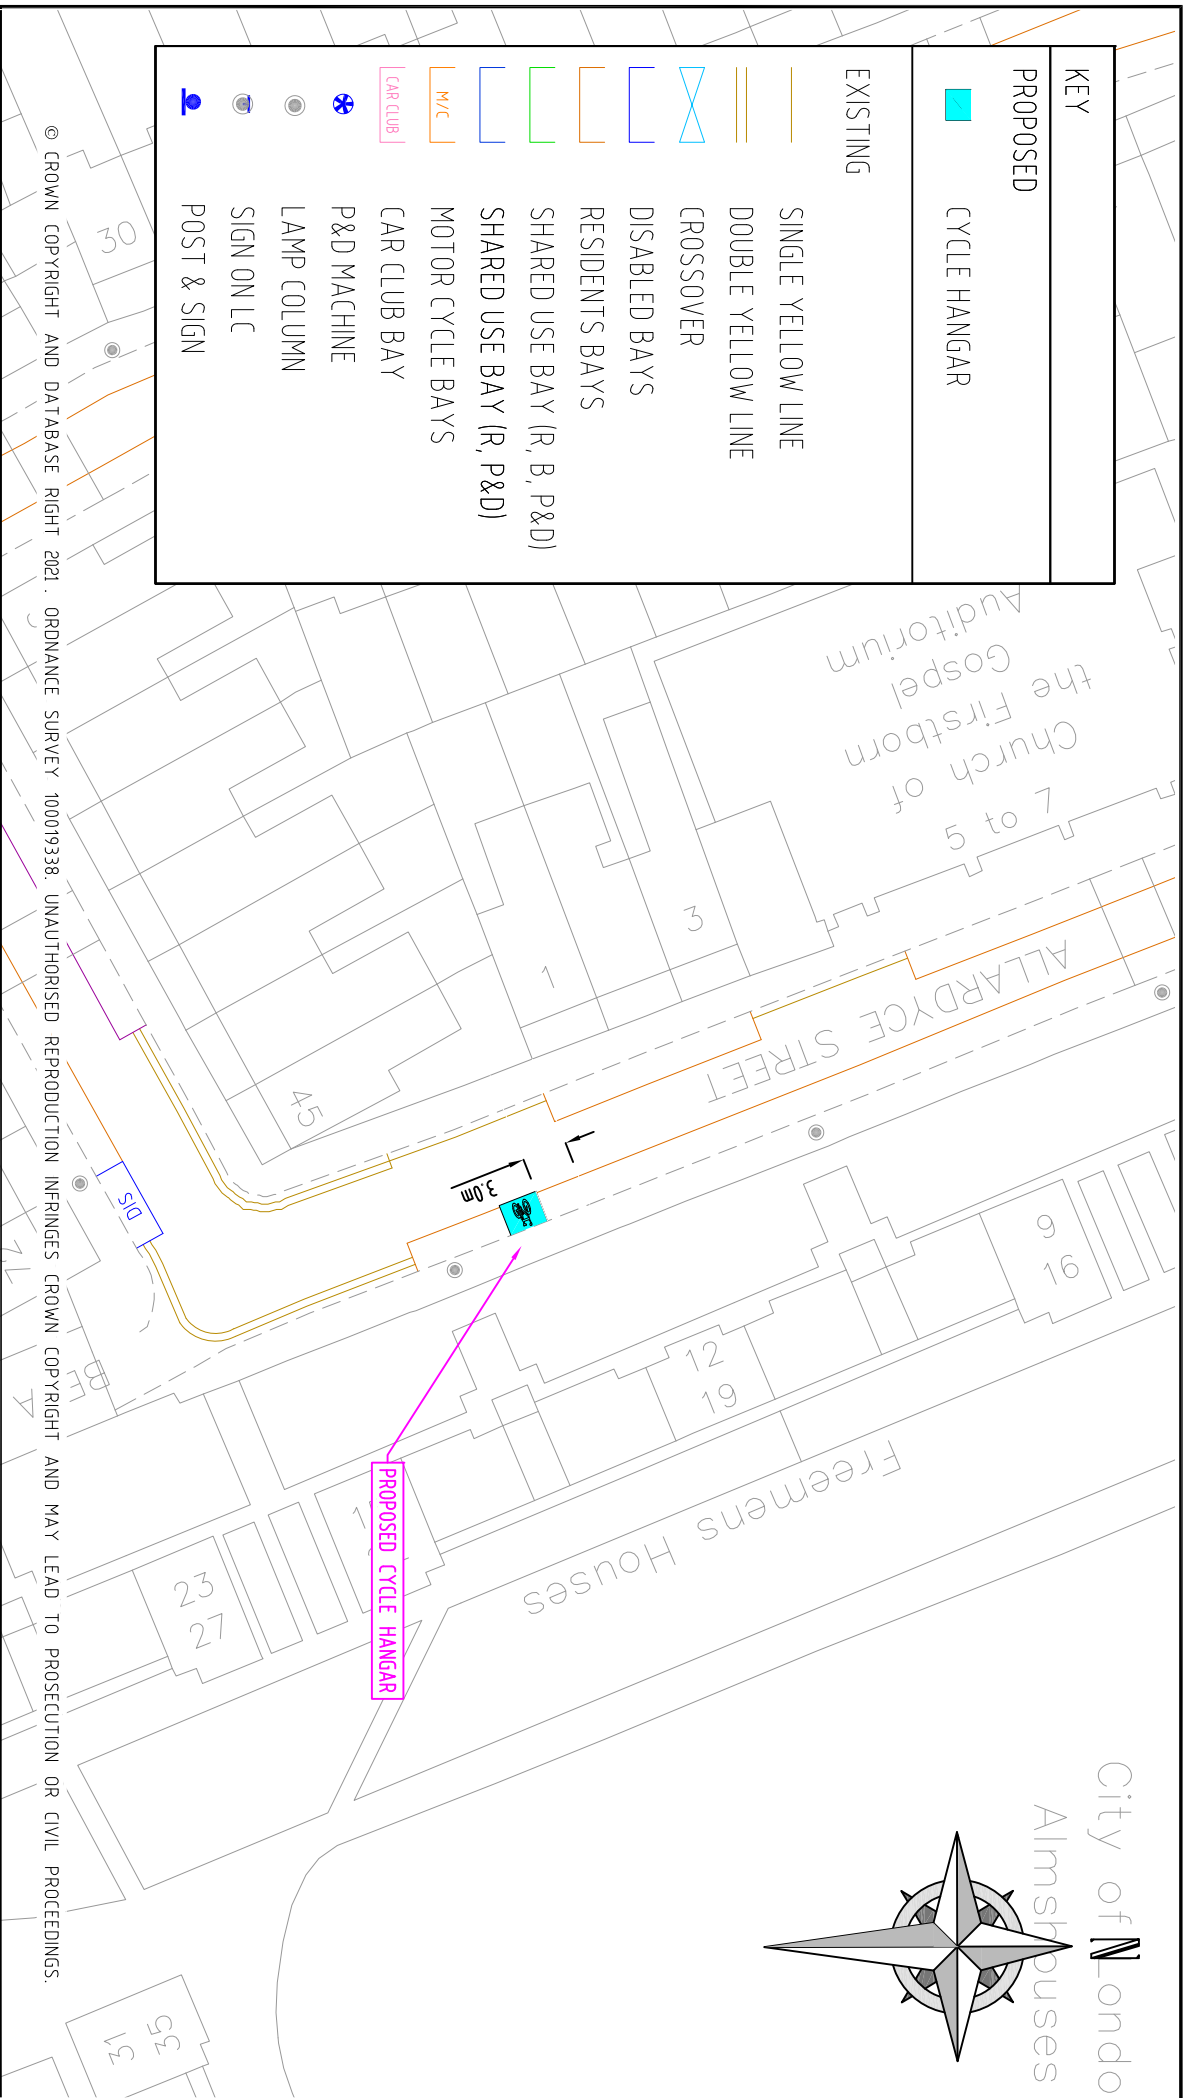 KEY
PROPOSED
CYCLE HANGAR
EXISTING
SINGLE YELLOW LINE
DOUBLE YELLOW LINE
CROSSOVER
DISABLED BAYS
RESIDENTS BAYS
SHARED USE BAY (R, B, P&D)
SHARED USE BAY (R, P&D)
M/C
MOTOR CYCLE BAYS
CAR CLUB
CAR CLUB BAY
P&D MACHINE
LAMP COLUMN
SIGN ON LC
POST & SIGN
City of Londo
Almshouses
N
5 to 7
Church of
the Firstborn
Gospel
Auditorium
ALLARDYCE STREET
3
1
45
30
3.0m
DIS
PROPOSED CYCLE HANGAR
9
16
12
19
Freemens Houses
23
27
35
31
BEA
© CROWN COPYRIGHT AND DATABASE RIGHT 2021. ORDNANCE SURVEY 100019338. UNAUTHORISED REPRODUCTION INFRINGES CROWN COPYRIGHT AND MAY LEAD TO PROSECUTION OR CIVIL PROCEEDINGS.